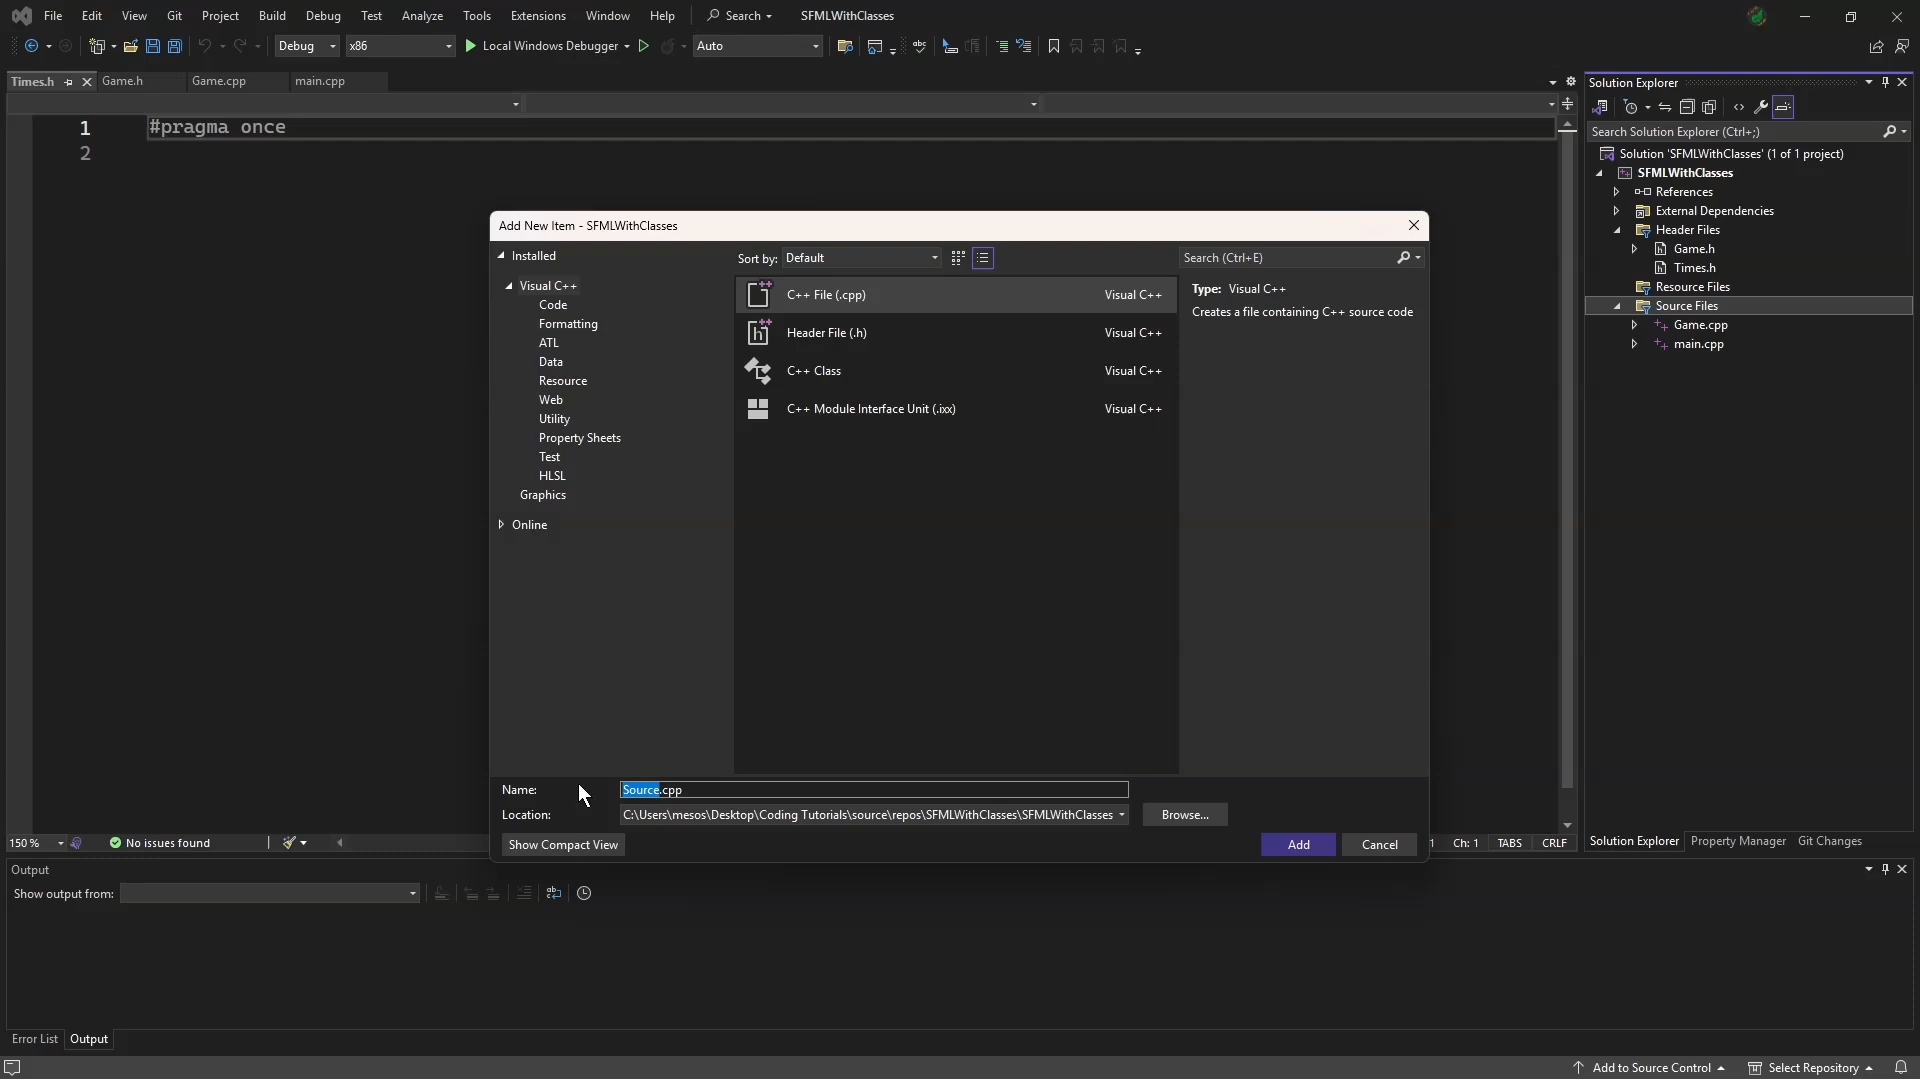 File Edit View Git Project Build Debug Test Analyze Tools Extensions Window Help Search SFMLWithClasses
Debug x86 Local Windows Debugger Auto
Times.h Game.h Game.cpp main.cpp
1 #pragma once
2
Add New Item - SFMLWithClasses
Installed
Visual C++
Code
Formatting
ATL
Data
Resource
Web
Utility
Property Sheets
Test
HLSL
Graphics
Online
Sort by: Default
C++ File (.cpp) Visual C++
Header File (.h) Visual C++
C++ Class Visual C++
C++ Module Interface Unit (.ixx) Visual C++
Search (Ctrl+E)
Type: Visual C++
Creates a file containing C++ source code
Name: Source.cpp
Location: C:\Users\mesos\Desktop\Coding Tutorials\source\repos\SFMLWithClasses\SFMLWithClasses Browse...
Show Compact View Add Cancel
Solution Explorer
Search Solution Explorer (Ctrl+;)
Solution 'SFMLWithClasses' (1 of 1 project)
SFMLWithClasses
References
External Dependencies
Header Files
Game.h
Times.h
Resource Files
Source Files
Game.cpp
main.cpp
150 % No issues found 1 Ch: 1 TABS CRLF
Solution Explorer Property Manager Git Changes
Output
Show output from:
Error List Output
Add to Source Control Select Repository